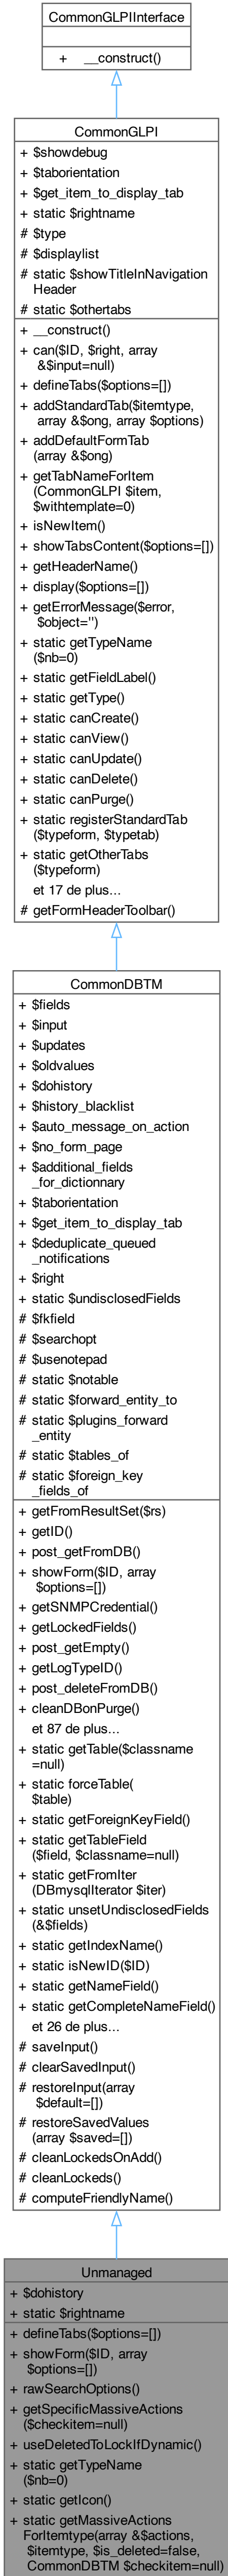 CommonGLPIInterface
+ __construct()
CommonGLPI
+ $showdebug
+ $taborientation
+ $get_item_to_display_tab
+ static $rightname
# $type
# $displaylist
# static $showTitleInNavigation
Header
# static $othertabs
+ __construct()
+ can($ID, $right, array
&$input=null)
+ defineTabs($options=[])
+ addStandardTab($itemtype,
array &$ong, array $options)
+ addDefaultFormTab
(array &$ong)
+ getTabNameForItem
(CommonGLPI $item,
$withtemplate=0)
+ isNewItem()
+ showTabsContent($options=[])
+ getHeaderName()
+ display($options=[])
+ getErrorMessage($error,
$object='')
+ static getTypeName
($nb=0)
+ static getFieldLabel()
+ static getType()
+ static canCreate()
+ static canView()
+ static canUpdate()
+ static canDelete()
+ static canPurge()
+ static registerStandardTab
($typeform, $typetab)
+ static getOtherTabs
($typeform)
et 17 de plus...
# getFormHeaderToolbar()
CommonDBTM
+ $fields
+ $input
+ $updates
+ $oldvalues
+ $dohistory
+ $history_blacklist
+ $auto_message_on_action
+ $no_form_page
+ $additional_fields
_for_dictionnary
+ $taborientation
+ $get_item_to_display_tab
+ $deduplicate_queued
_notifications
+ $right
+ static $undisclosedFields
# $fkfield
# $searchopt
# $usenotepad
# static $notable
# static $forward_entity_to
# static $plugins_forward
_entity
# static $tables_of
# static $foreign_key
_fields_of
+ getFromResultSet($rs)
+ getID()
+ post_getFromDB()
+ showForm($ID, array
$options=[])
+ getSNMPCredential()
+ getLockedFields()
+ post_getEmpty()
+ getLogTypeID()
+ post_deleteFromDB()
+ cleanDBonPurge()
et 87 de plus...
+ static getTable($classname
=null)
+ static forceTable(
$table)
+ static getForeignKeyField()
+ static getTableField
($field, $classname=null)
+ static getFromIter
(DBmysqlIterator $iter)
+ static unsetUndisclosedFields
(&$fields)
+ static getIndexName()
+ static isNewID($ID)
+ static getNameField()
+ static getCompleteNameField()
et 26 de plus...
# saveInput()
# clearSavedInput()
# restoreInput(array
$default=[])
# restoreSavedValues
(array $saved=[])
# cleanLockedsOnAdd()
# cleanLockeds()
# computeFriendlyName()
Unmanaged
+ $dohistory
+ static $rightname
+ defineTabs($options=[])
+ showForm($ID, array
$options=[])
+ rawSearchOptions()
+ getSpecificMassiveActions
($checkitem=null)
+ useDeletedToLockIfDynamic()
+ static getTypeName
($nb=0)
+ static getIcon()
+ static getMassiveActions
ForItemtype(array &$actions,
$itemtype, $is_deleted=false,
CommonDBTM $checkitem=null)